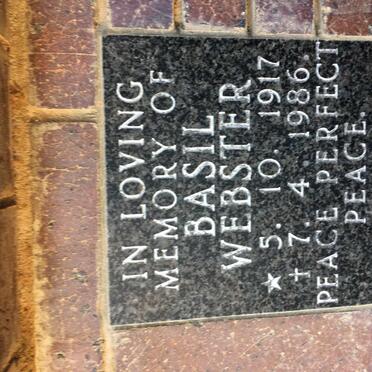 IN LOVING
MEMORY OF
BASIL
WEBSTER
★ 5. 10. 1917
† 7. 4. 1986.
PEACE PERFECT
PEACE.